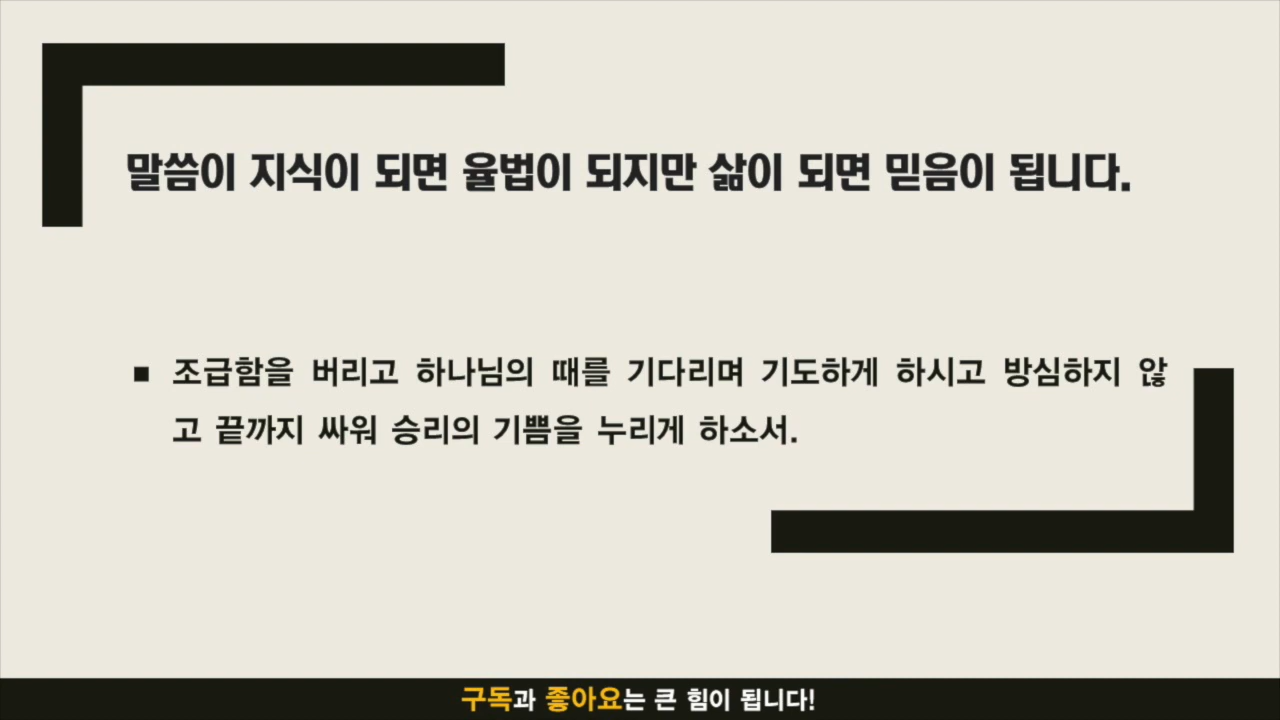 말씀이 지식이 되면 율법이 되지만 삶이 되면 믿음이 됩니다.
▪ 조급함을 버리고 하나님의 때를 기다리며 기도하게 하시고 방심하지 않
고 끝까지 싸워 승리의 기쁨을 누리게 하소서.
구독과 좋아요는 큰 힘이 됩니다!